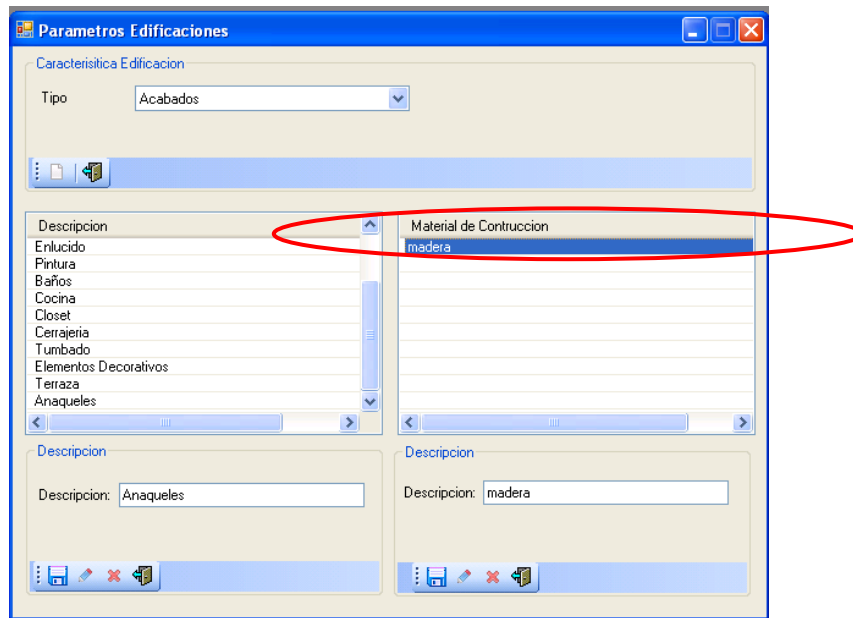 Parametros Edificaciones
Caracterisitica Edificacion
Tipo
Acabados
Descripcion
Enlucido
Pintura
Baños
Cocina
Closet
Cerrajeria
Tumbado
Elementos Decorativos
Terraza
Anaqueles
Material de Contruccion
madera
Descripcion
Descripcion: Anaqueles
Descripcion
Descripcion: madera